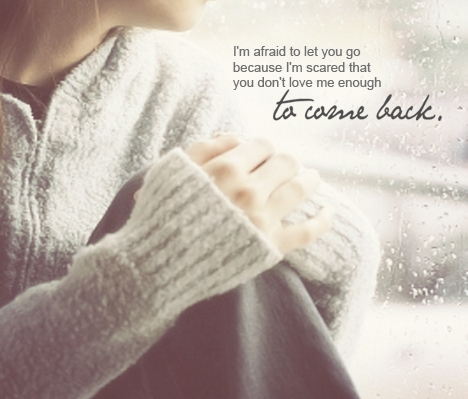 I'm afraid to let you go
because I'm scared that
you don't love me enough
to come back.